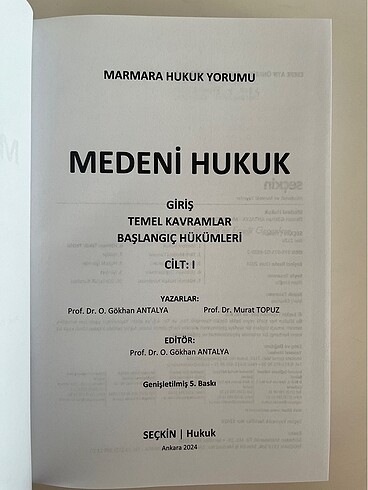 MARMARA HUKUK YORUMU
MEDENİ HUKUK
GİRİŞ
TEMEL KAVRAMLAR
BAŞLANGIÇ HÜKÜMLERİ
CİLT: I
YAZARLAR:
Prof. Dr. O. Gökhan ANTALYA Prof. Dr. Murat TOPUZ
EDİTÖR:
Prof. Dr. O. Gökhan ANTALYA
Genişletilmiş 5. Baskı
SEÇKİN | Hukuk
Ankara 2024